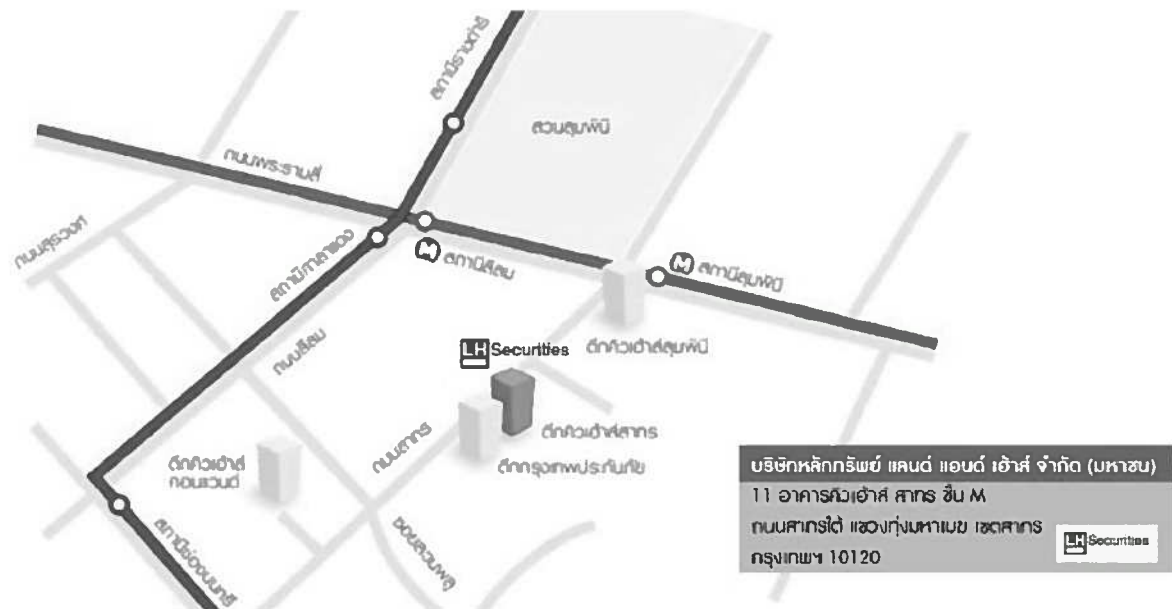 สถานีราชดำริ
สวนลุมพินี
ถนนพระรามสี่
ถนนสุรวงศ์
สถานีศาลาแดง
M สถานีสีลม
M สถานีลุมพินี
ถนนสีลม
LH Securities
ตึกคิวเฮ้าส์ลุมพินี
ตึกคิวเฮ้าส์สาทร
ถนนสาทร
ตึกกรุงเทพประกันภัย
ตึกคิวเฮ้าส์
คอนแวนต์
ซอยสวนพลู
สถานีช่องนนทรี
บริษัทหลักทรัพย์ แลนด์ แอนด์ เฮ้าส์ จำกัด (มหาชน)
11 อาคารคิวเฮ้าส์ สาทร ชั้น M
ถนนสาทรใต้ แขวงทุ่งมหาเมฆ เขตสาทร
กรุงเทพฯ 10120
LH Securities